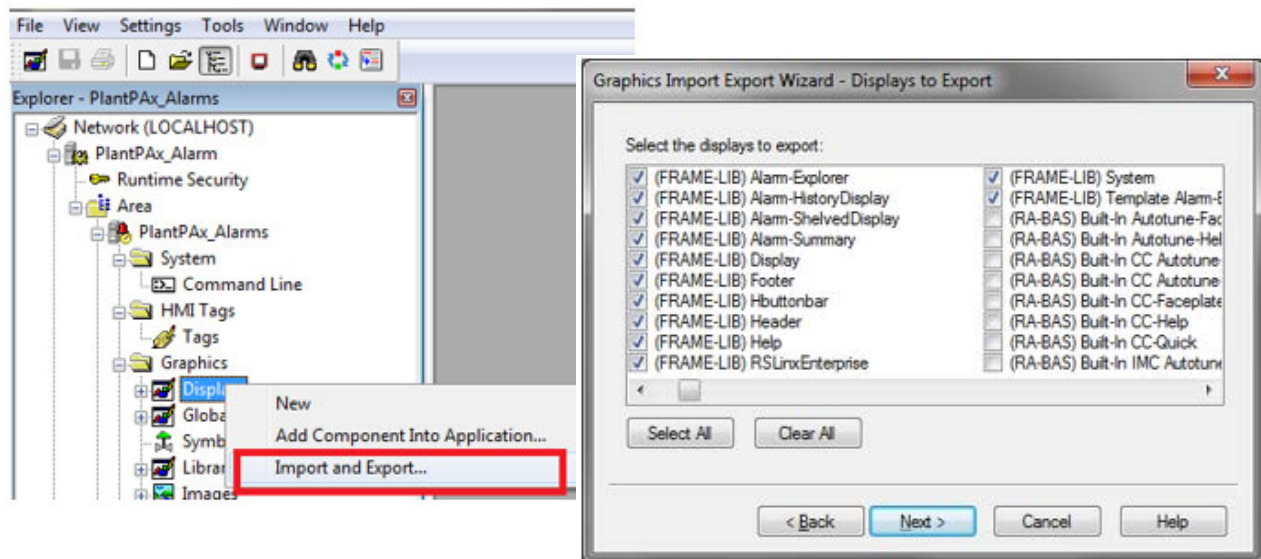 File View Settings Tools Window Help
Explorer - PlantPAx_Alarms
Network (LOCALHOST)
PlantPAx_Alarm
Runtime Security
Area
PlantPAx_Alarms
System
Command Line
HMI Tags
Tags
Graphics
Displa
Globa
Symb
Librar
Images
New
Add Component Into Application...
Import and Export...
Graphics Import Export Wizard - Displays to Export
Select the displays to export:
(FRAME-LIB) Alarm-Explorer
(FRAME-LIB) Alarm-HistoryDisplay
(FRAME-LIB) Alarm-ShelvedDisplay
(FRAME-LIB) Alarm-Summary
(FRAME-LIB) Display
(FRAME-LIB) Footer
(FRAME-LIB) Hbuttonbar
(FRAME-LIB) Header
(FRAME-LIB) Help
(FRAME-LIB) RSLinxEnterprise
(FRAME-LIB) System
(FRAME-LIB) Template Alarm-E
(RA-BAS) Built-In Autotune-Fac
(RA-BAS) Built-In Autotune-Hel
(RA-BAS) Built-In CC Autotune-
(RA-BAS) Built-In CC Autotune
(RA-BAS) Built-In CC-Faceplate
(RA-BAS) Built-In CC-Help
(RA-BAS) Built-In CC-Quick
(RA-BAS) Built-In IMC Autotun
Select All Clear All
< Back Next > Cancel Help